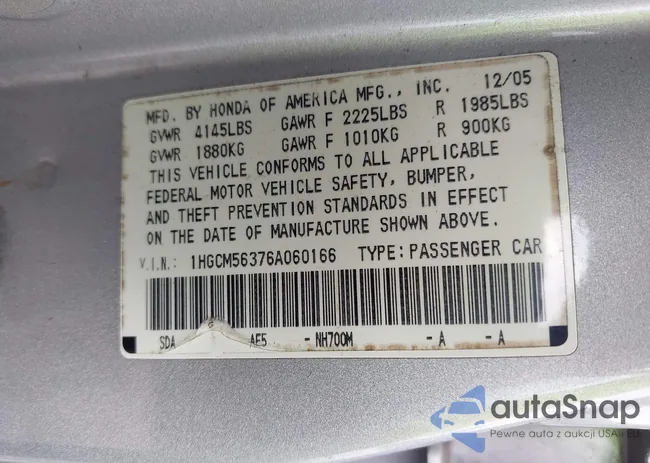 MFD. BY HONDA OF AMERICA MFG., INC. 12/05
GVWR 4145LBS GAWR F 2225LBS R 1985LBS
GVWR 1880KG GAWR F 1010KG R 900KG
THIS VEHICLE CONFORMS TO ALL APPLICABLE
FEDERAL MOTOR VEHICLE SAFETY, BUMPER,
AND THEFT PREVENTION STANDARDS IN EFFECT
ON THE DATE OF MANUFACTURE SHOWN ABOVE.
V.I.N.: 1HGCM56376A060166 TYPE: PASSENGER CAR
SDA AE5 - NH700M - A - A
autaSnap
Pewne auta z aukcji USA i EU